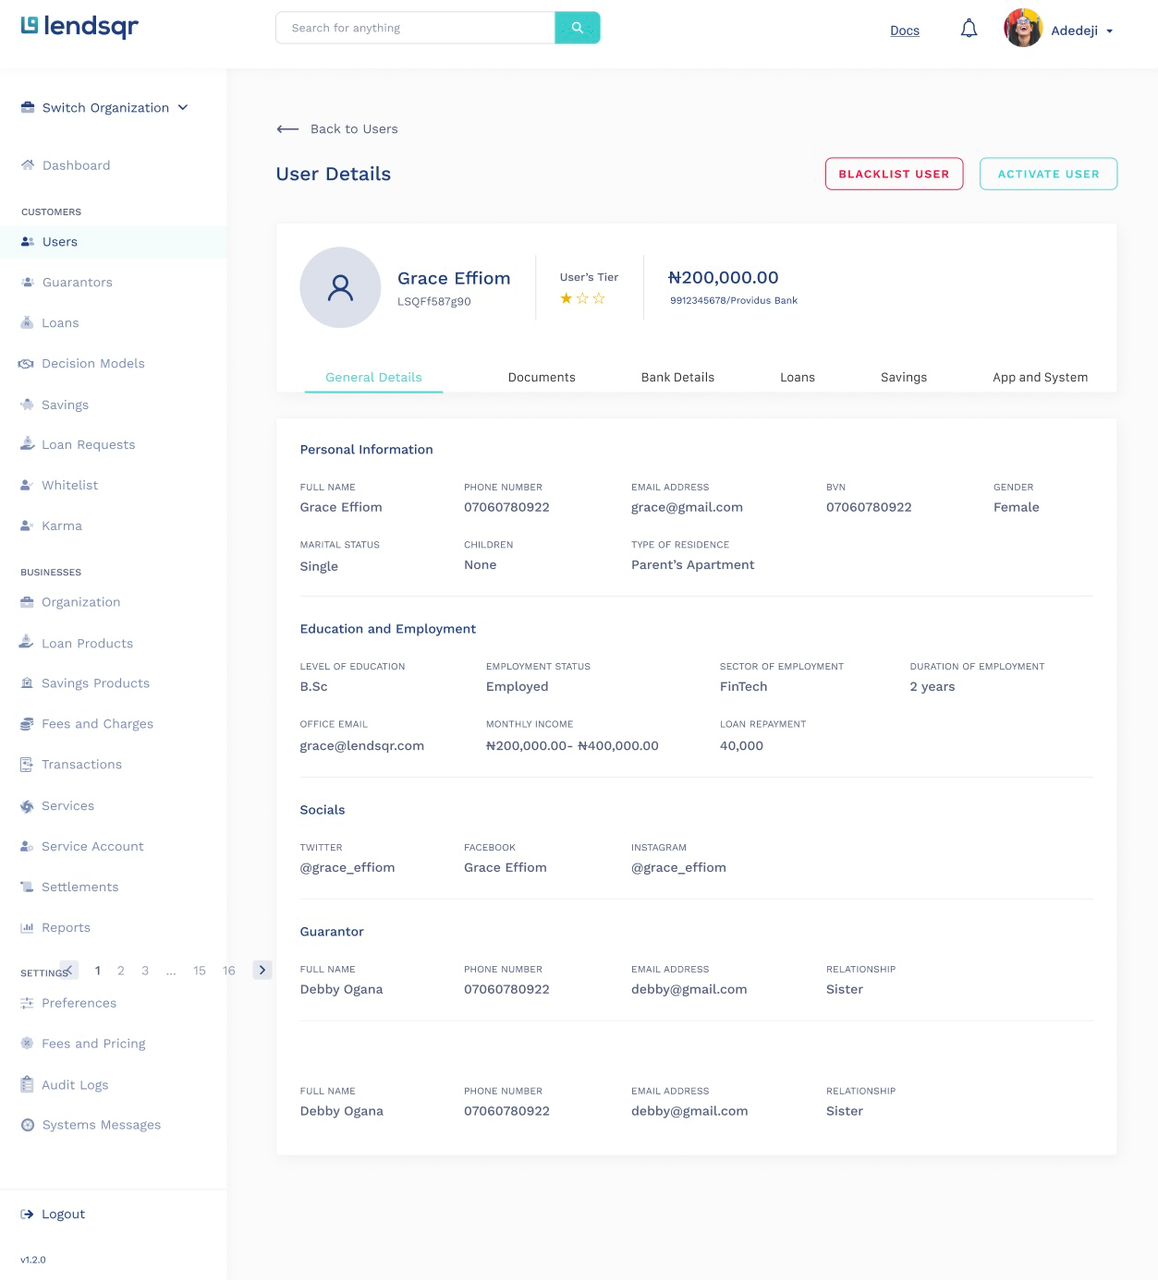 lendsqr
Search for anything
Docs
Adedeji
Switch Organization
Dashboard
CUSTOMERS
Users
Guarantors
Loans
Decision Models
Savings
Loan Requests
Whitelist
Karma
BUSINESSES
Organization
Loan Products
Savings Products
Fees and Charges
Transactions
Services
Service Account
Settlements
Reports
SETTINGS
1 2 3 ... 15 16
Preferences
Fees and Pricing
Audit Logs
Systems Messages
Logout
v1.2.0
Back to Users
User Details
BLACKLIST USER
ACTIVATE USER
Grace Effiom
LSQFf587g90
User's Tier
₦200,000.00
9912345678/Providus Bank
General Details Documents Bank Details Loans Savings App and System
Personal Information
FULL NAME PHONE NUMBER EMAIL ADDRESS BVN GENDER
Grace Effiom 07060780922 grace@gmail.com 07060780922 Female
MARITAL STATUS CHILDREN TYPE OF RESIDENCE
Single None Parent's Apartment
Education and Employment
LEVEL OF EDUCATION EMPLOYMENT STATUS SECTOR OF EMPLOYMENT DURATION OF EMPLOYMENT
B.Sc Employed FinTech 2 years
OFFICE EMAIL MONTHLY INCOME LOAN REPAYMENT
grace@lendsqr.com ₦200,000.00- ₦400,000.00 40,000
Socials
TWITTER FACEBOOK INSTAGRAM
@grace_effiom Grace Effiom @grace_effiom
Guarantor
FULL NAME PHONE NUMBER EMAIL ADDRESS RELATIONSHIP
Debby Ogana 07060780922 debby@gmail.com Sister
FULL NAME PHONE NUMBER EMAIL ADDRESS RELATIONSHIP
Debby Ogana 07060780922 debby@gmail.com Sister